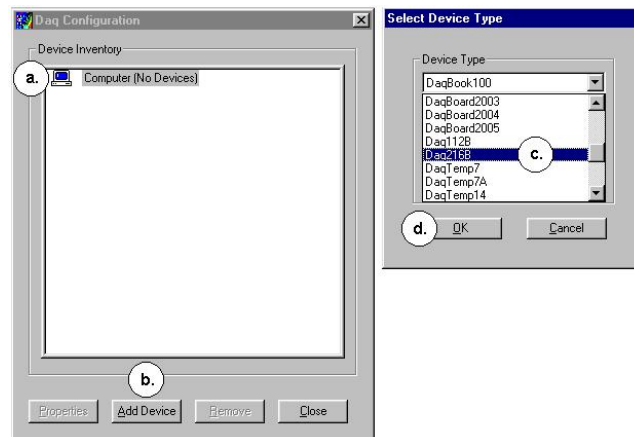 Daq Configuration
Device Inventory
a.
Computer (No Devices)
b.
Properties
Add Device
Remove
Close
Select Device Type
Device Type
DaqBook100
DaqBoard2003
DaqBoard2004
DaqBoard2005
Daq112B
Daq216B
c.
DaqTemp7
DaqTemp7A
DaqTemp14
d.
OK
Cancel